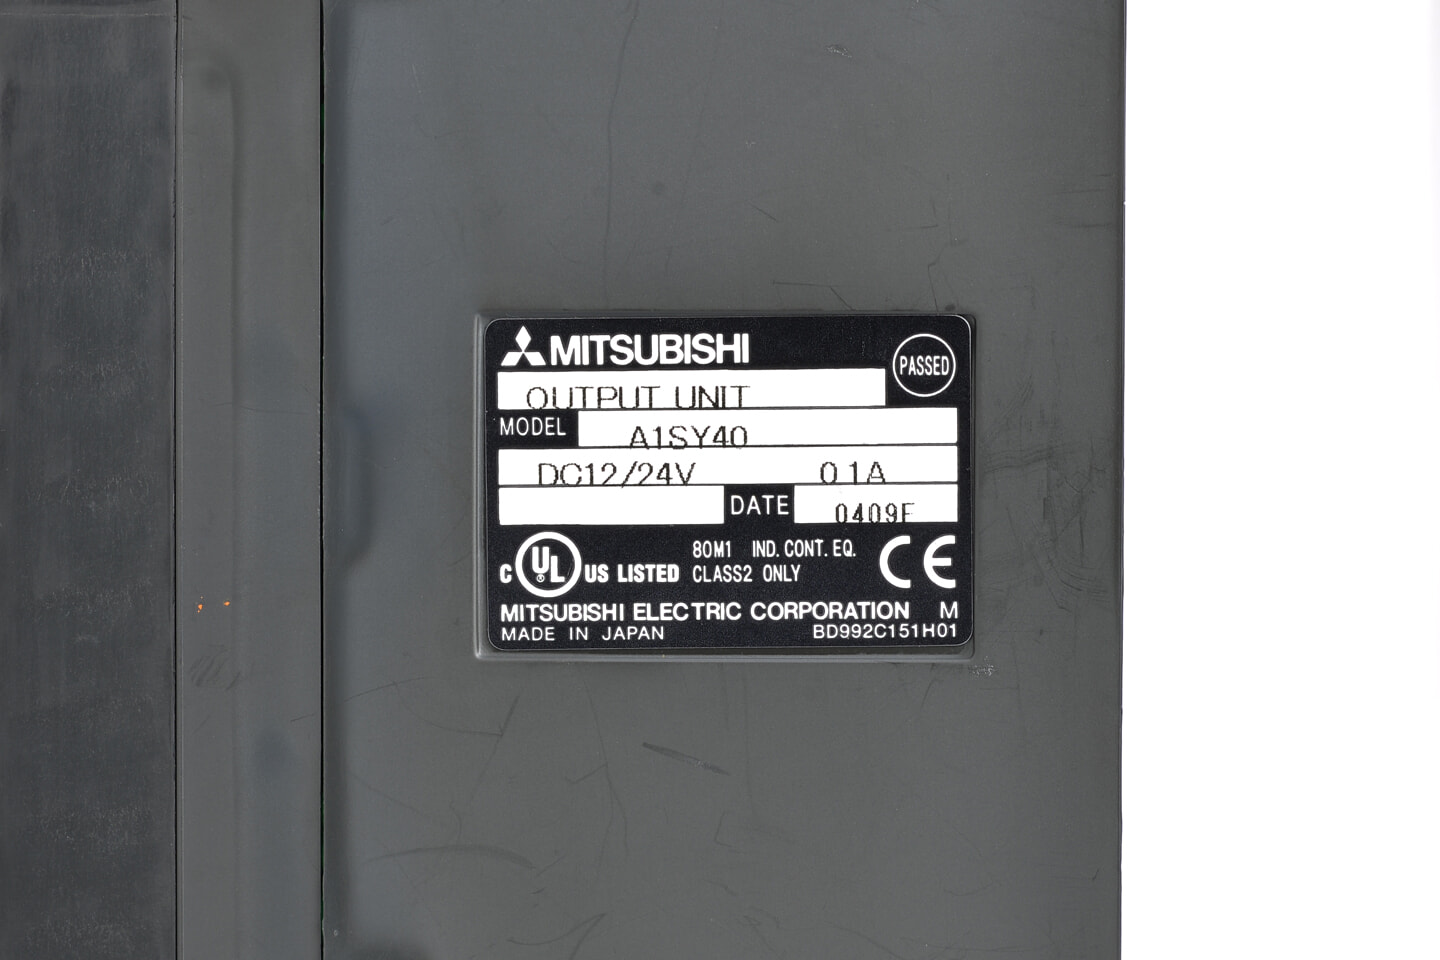 MITSUBISHI
PASSED
OUTPUT UNIT
MODEL A1SY40
DC12/24V 0.1A
DATE 0409E
C UL ® US LISTED 80M1 IND. CONT. EQ.
CLASS2 ONLY CE
MITSUBISHI ELECTRIC CORPORATION M
MADE IN JAPAN BD992C151H01